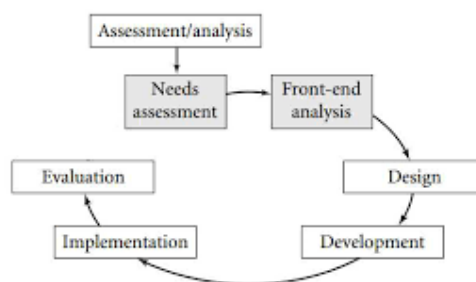 Assessment/analysis
Needs
assessment
Front-end
analysis
Design
Development
Implementation
Evaluation